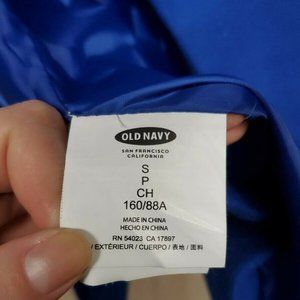 OLD NAVY
SAN FRANCISCO
CALIFORNIA
S
P
CH
160/88A
MADE IN CHINA
HECHO EN CHINA
RN 54023 CA 17897
/ EXTÉRIEUR / CUERPO / 表地 / 面料